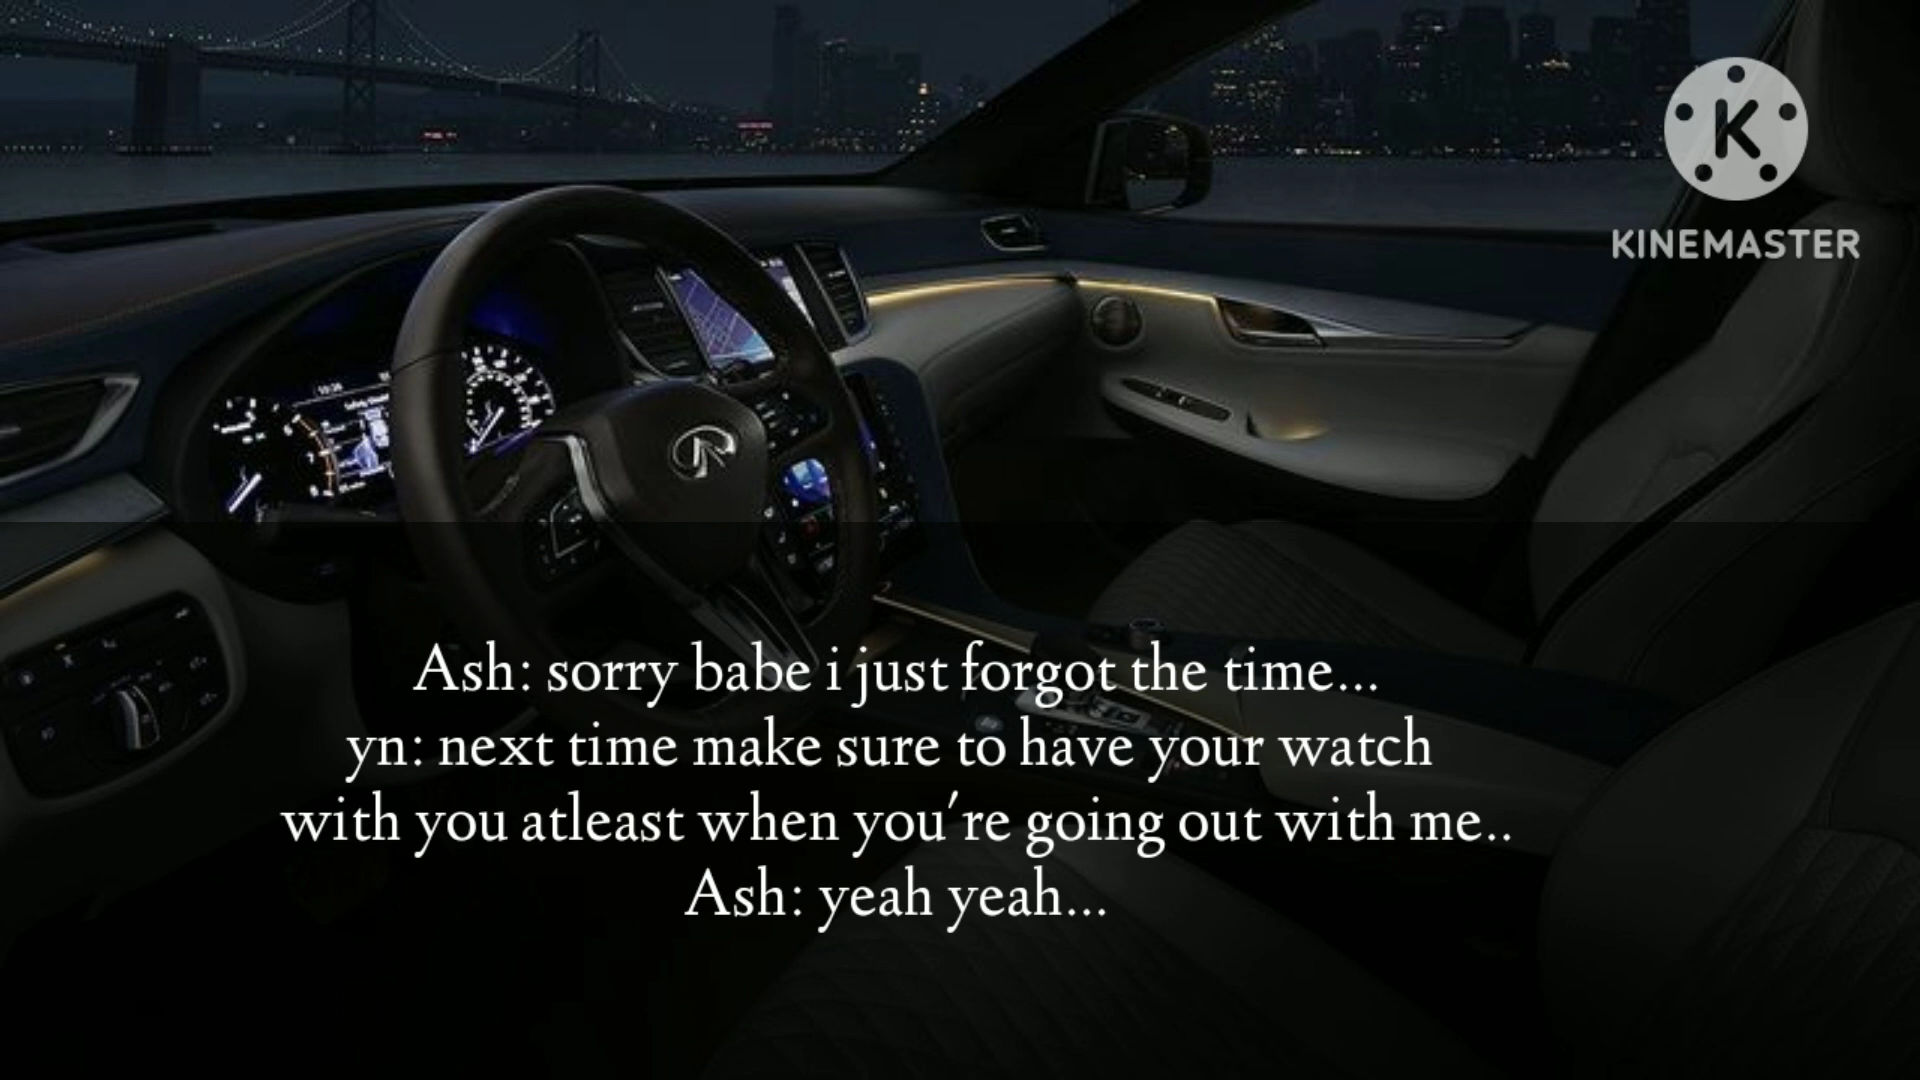 KINEMASTER
Ash: sorry babe i just forgot the time...
yn: next time make sure to have your watch
with you atleast when you're going out with me..
Ash: yeah yeah...